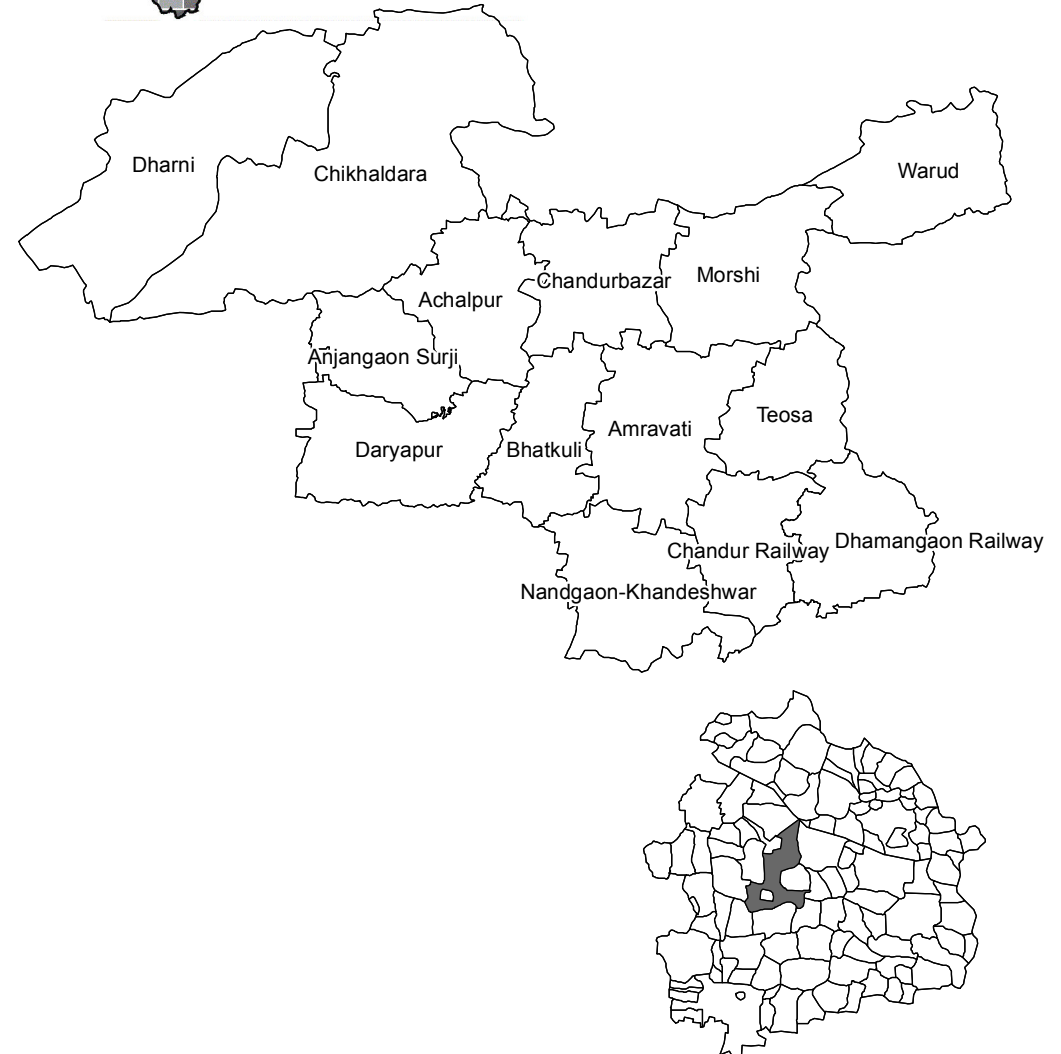 Dharni
Chikhaldara
Warud
Achalpur
Chandurbazar
Morshi
Anjangaon Surji
Daryapur
Bhatkuli
Amravati
Teosa
Chandur Railway
Dhamangaon Railway
Nandgaon-Khandeshwar